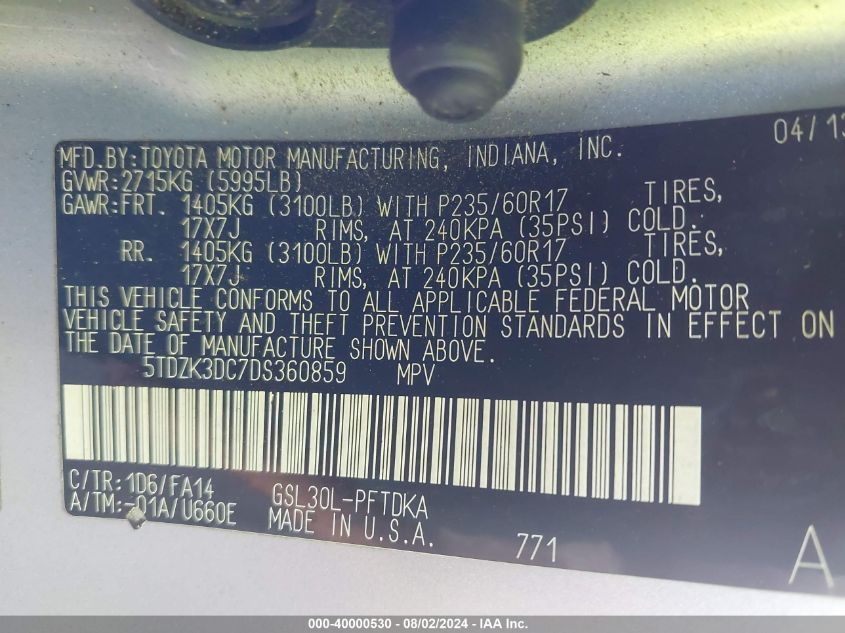 04/13
MFD.BY:TOYOTA MOTOR MANUFACTURING, INDIANA, INC.
GVWR:2715KG (5995LB)
GAWR:FRT. 1405KG (3100LB) WITH P235/60R17 TIRES,
17X7J RIMS, AT 240KPA (35PSI) COLD.
RR. 1405KG (3100LB) WITH P235/60R17 TIRES,
17X7J RIMS, AT 240KPA (35PSI) COLD.
THIS VEHICLE CONFORMS TO ALL APPLICABLE FEDERAL MOTOR
VEHICLE SAFETY AND THEFT PREVENTION STANDARDS IN EFFECT ON
THE DATE OF MANUFACTURE SHOWN ABOVE.
5TDZK3DC7DS360859 MPV
C/TR:1D6/FA14 GSL30L-PFTDKA
A/TM:-01A/U660E MADE IN U.S.A. 771 A
000-40000530 - 08/02/2024 - IAA Inc.